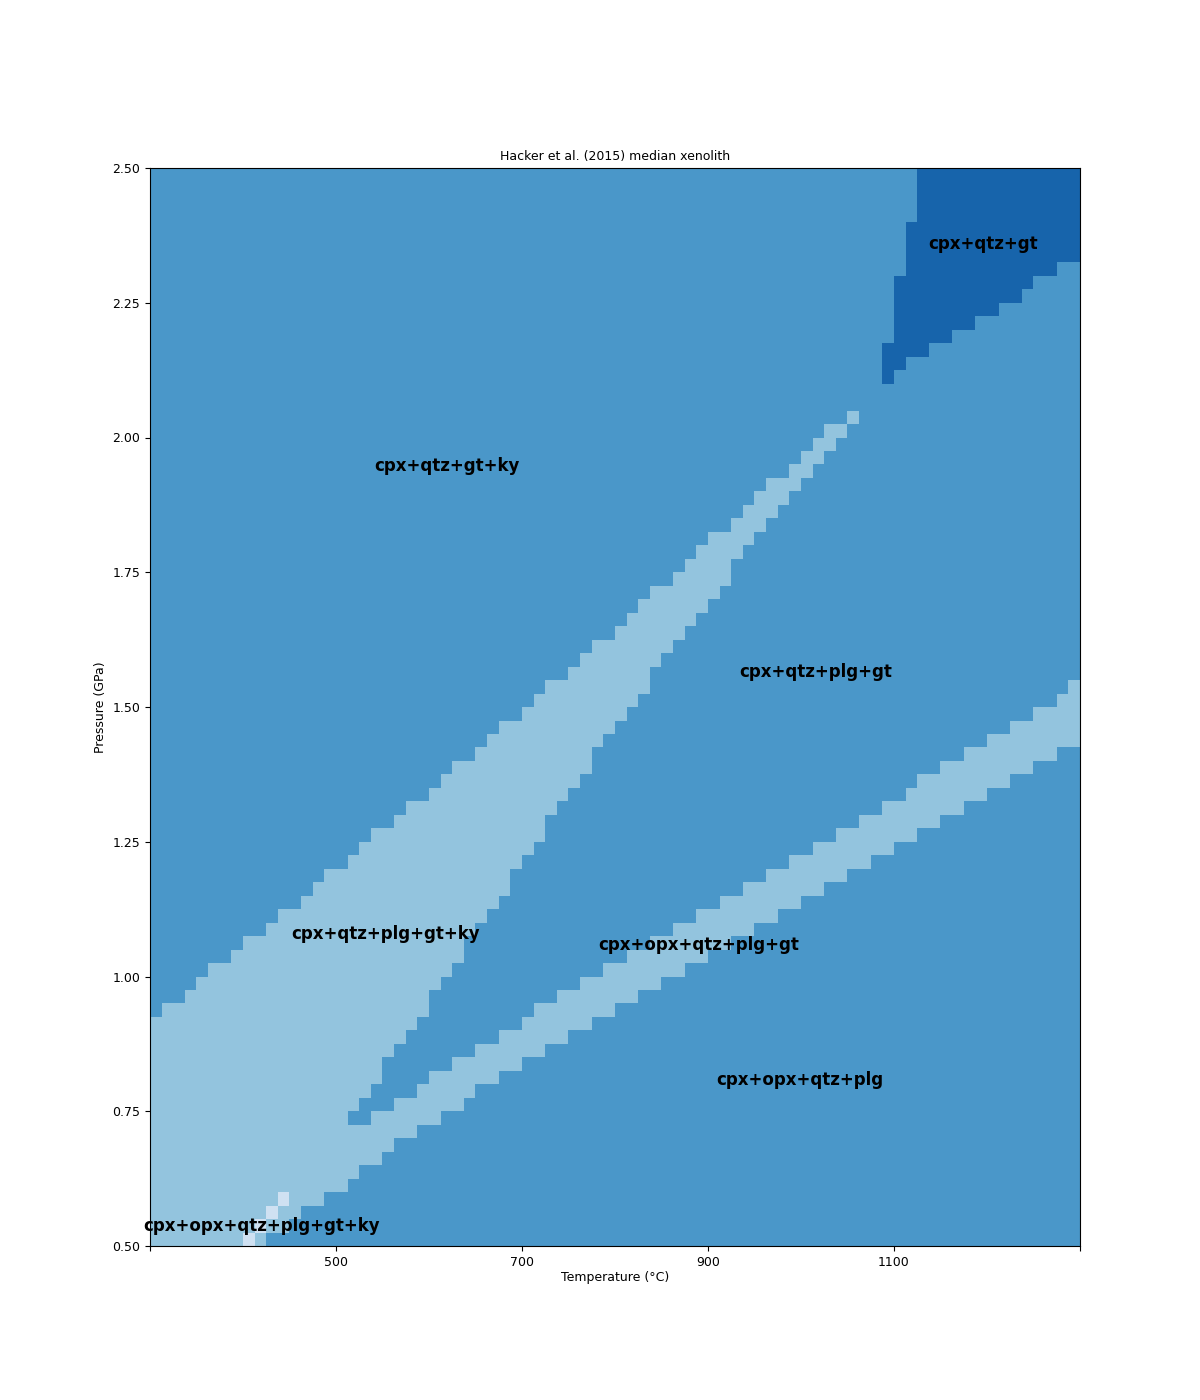 Hacker et al. (2015) median xenolith
2.50
cpx+qtz+gt
2.25
2.00
cpx+qtz+gt+ky
1.75
cpx+qtz+plg+gt
Pressure (GPa)
1.50
1.25
cpx+qtz+plg+gt+ky
cpx+opx+qtz+plg+gt
1.00
cpx+opx+qtz+plg
0.75
cpx+opx+qtz+plg+gt+ky
0.50
500 700 900 1100
Temperature (°C)